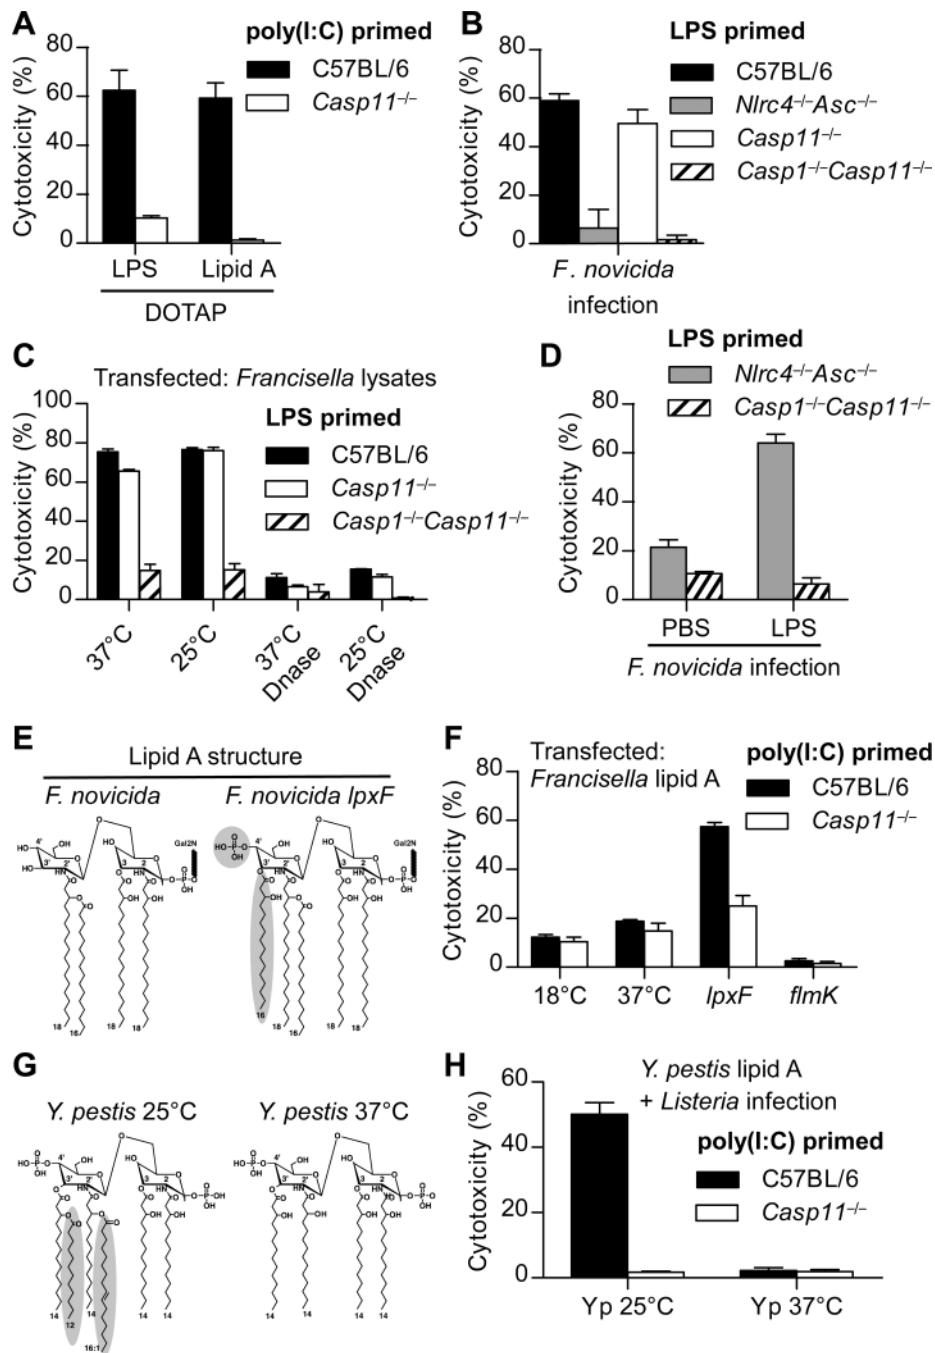 A
poly(I:C) primed
C57BL/6
Casp11–/–
Cytotoxicity (%)
80
60
40
20
0
LPS
Lipid A
DOTAP
B
LPS primed
C57BL/6
Nlrc4–/–Asc–/–
Casp11–/–
Casp1–/–Casp11–/–
Cytotoxicity (%)
80
60
40
20
0
F. novicida
infection
C
Transfected: Francisella lysates
LPS primed
C57BL/6
Casp11–/–
Casp1–/–Casp11–/–
Cytotoxicity (%)
100
80
60
40
20
0
37°C
25°C
37°C
Dnase
25°C
Dnase
D
LPS primed
Nlrc4–/–Asc–/–
Casp1–/–Casp11–/–
Cytotoxicity (%)
80
60
40
20
0
PBS
LPS
F. novicida infection
E
Lipid A structure
F. novicida
F. novicida lpxF
F
Transfected:
Francisella lipid A
poly(I:C) primed
C57BL/6
Casp11–/–
Cytotoxicity (%)
80
60
40
20
0
18°C
37°C
lpxF
flmK
G
Y. pestis 25°C
Y. pestis 37°C
H
Y. pestis lipid A
+ Listeria infection
poly(I:C) primed
C57BL/6
Casp11–/–
Cytotoxicity (%)
60
40
20
0
Yp 25°C
Yp 37°C